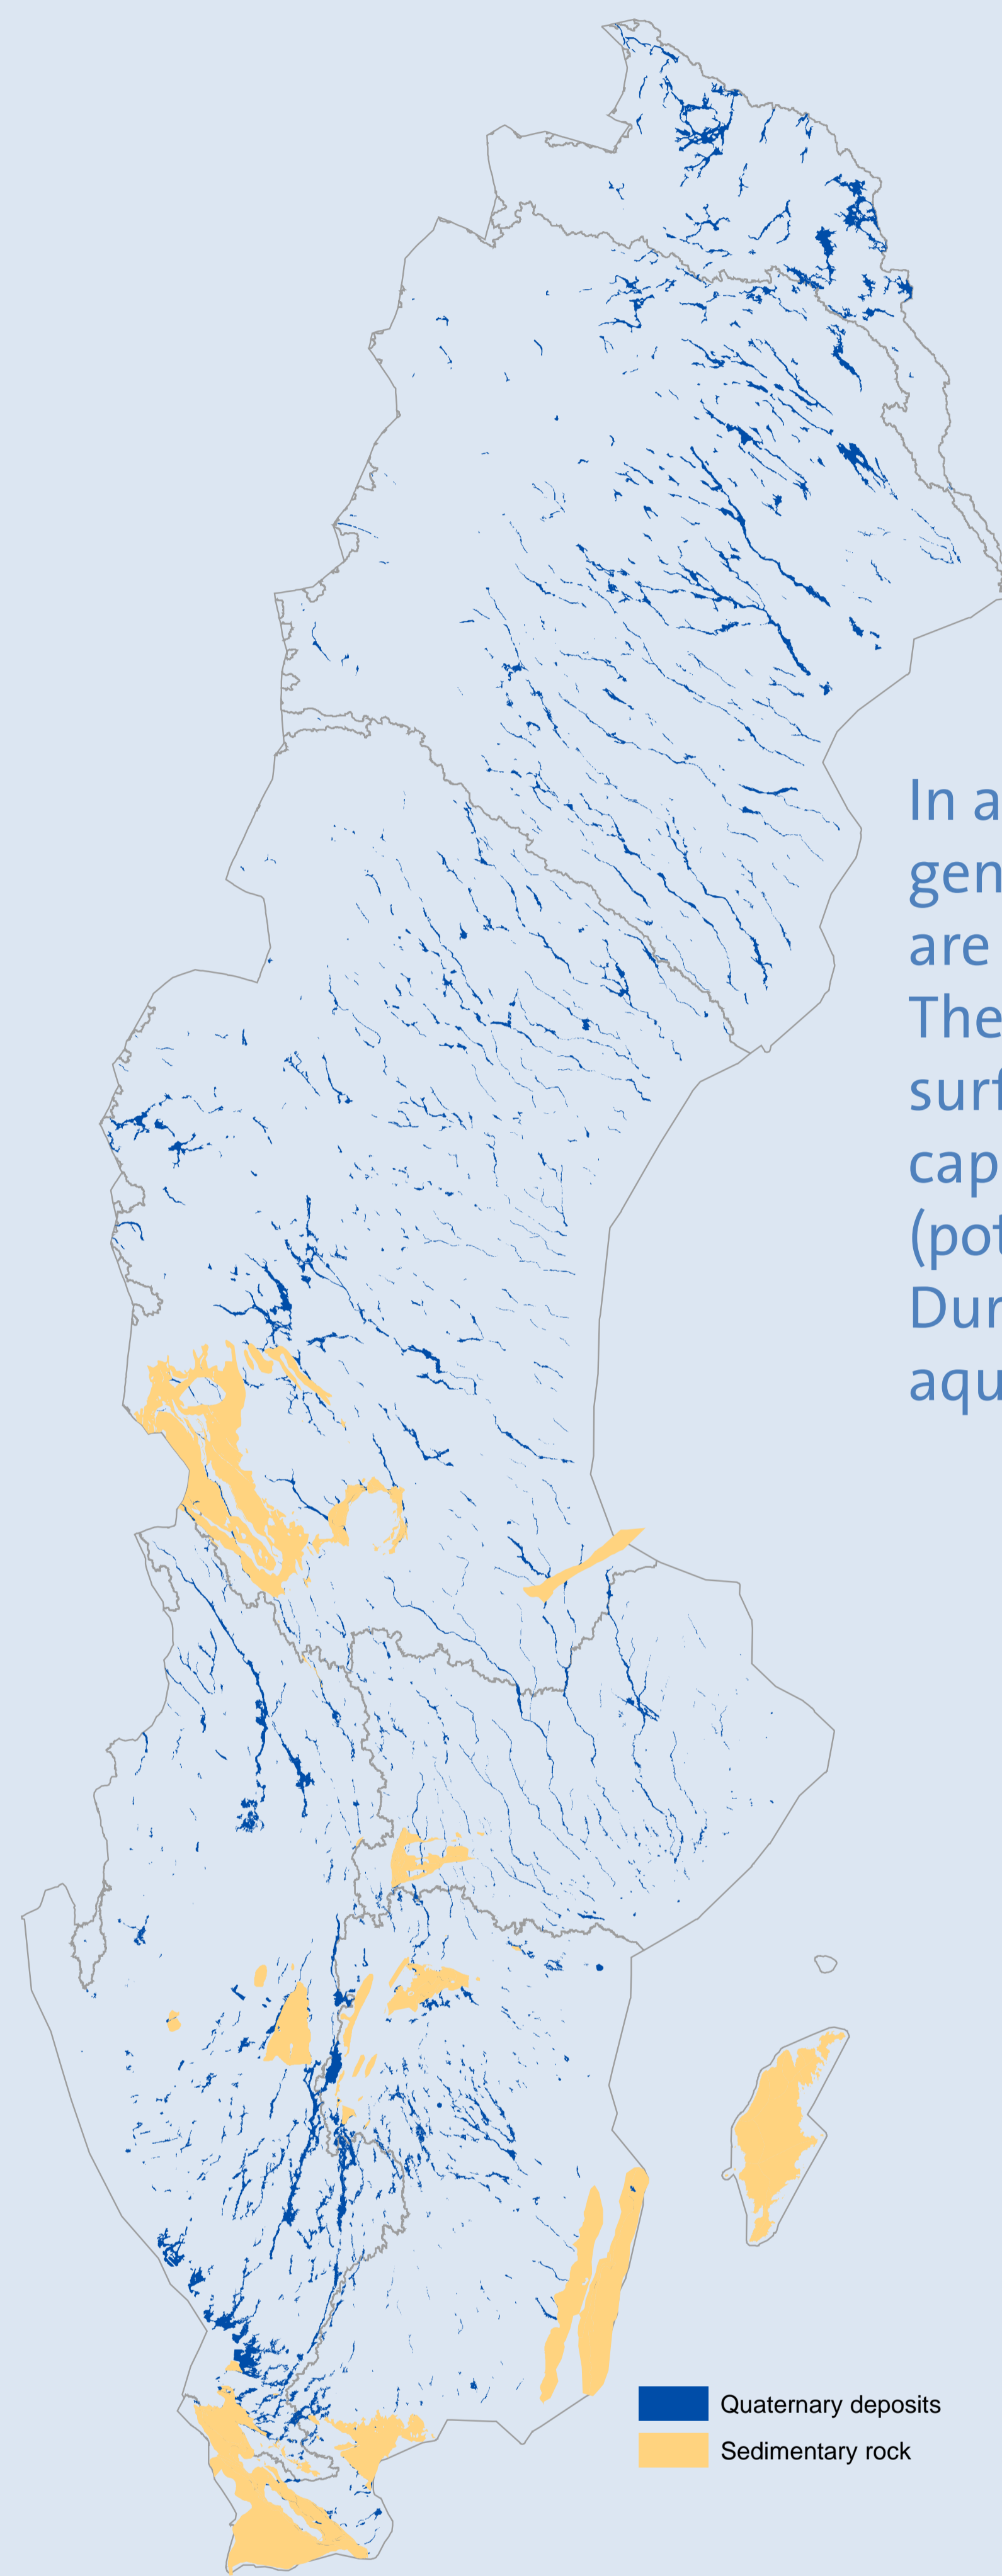 In a
gen
are
The
surf
cap
(pot
Dur
aqu
Quaternary deposits
Sedimentary rock